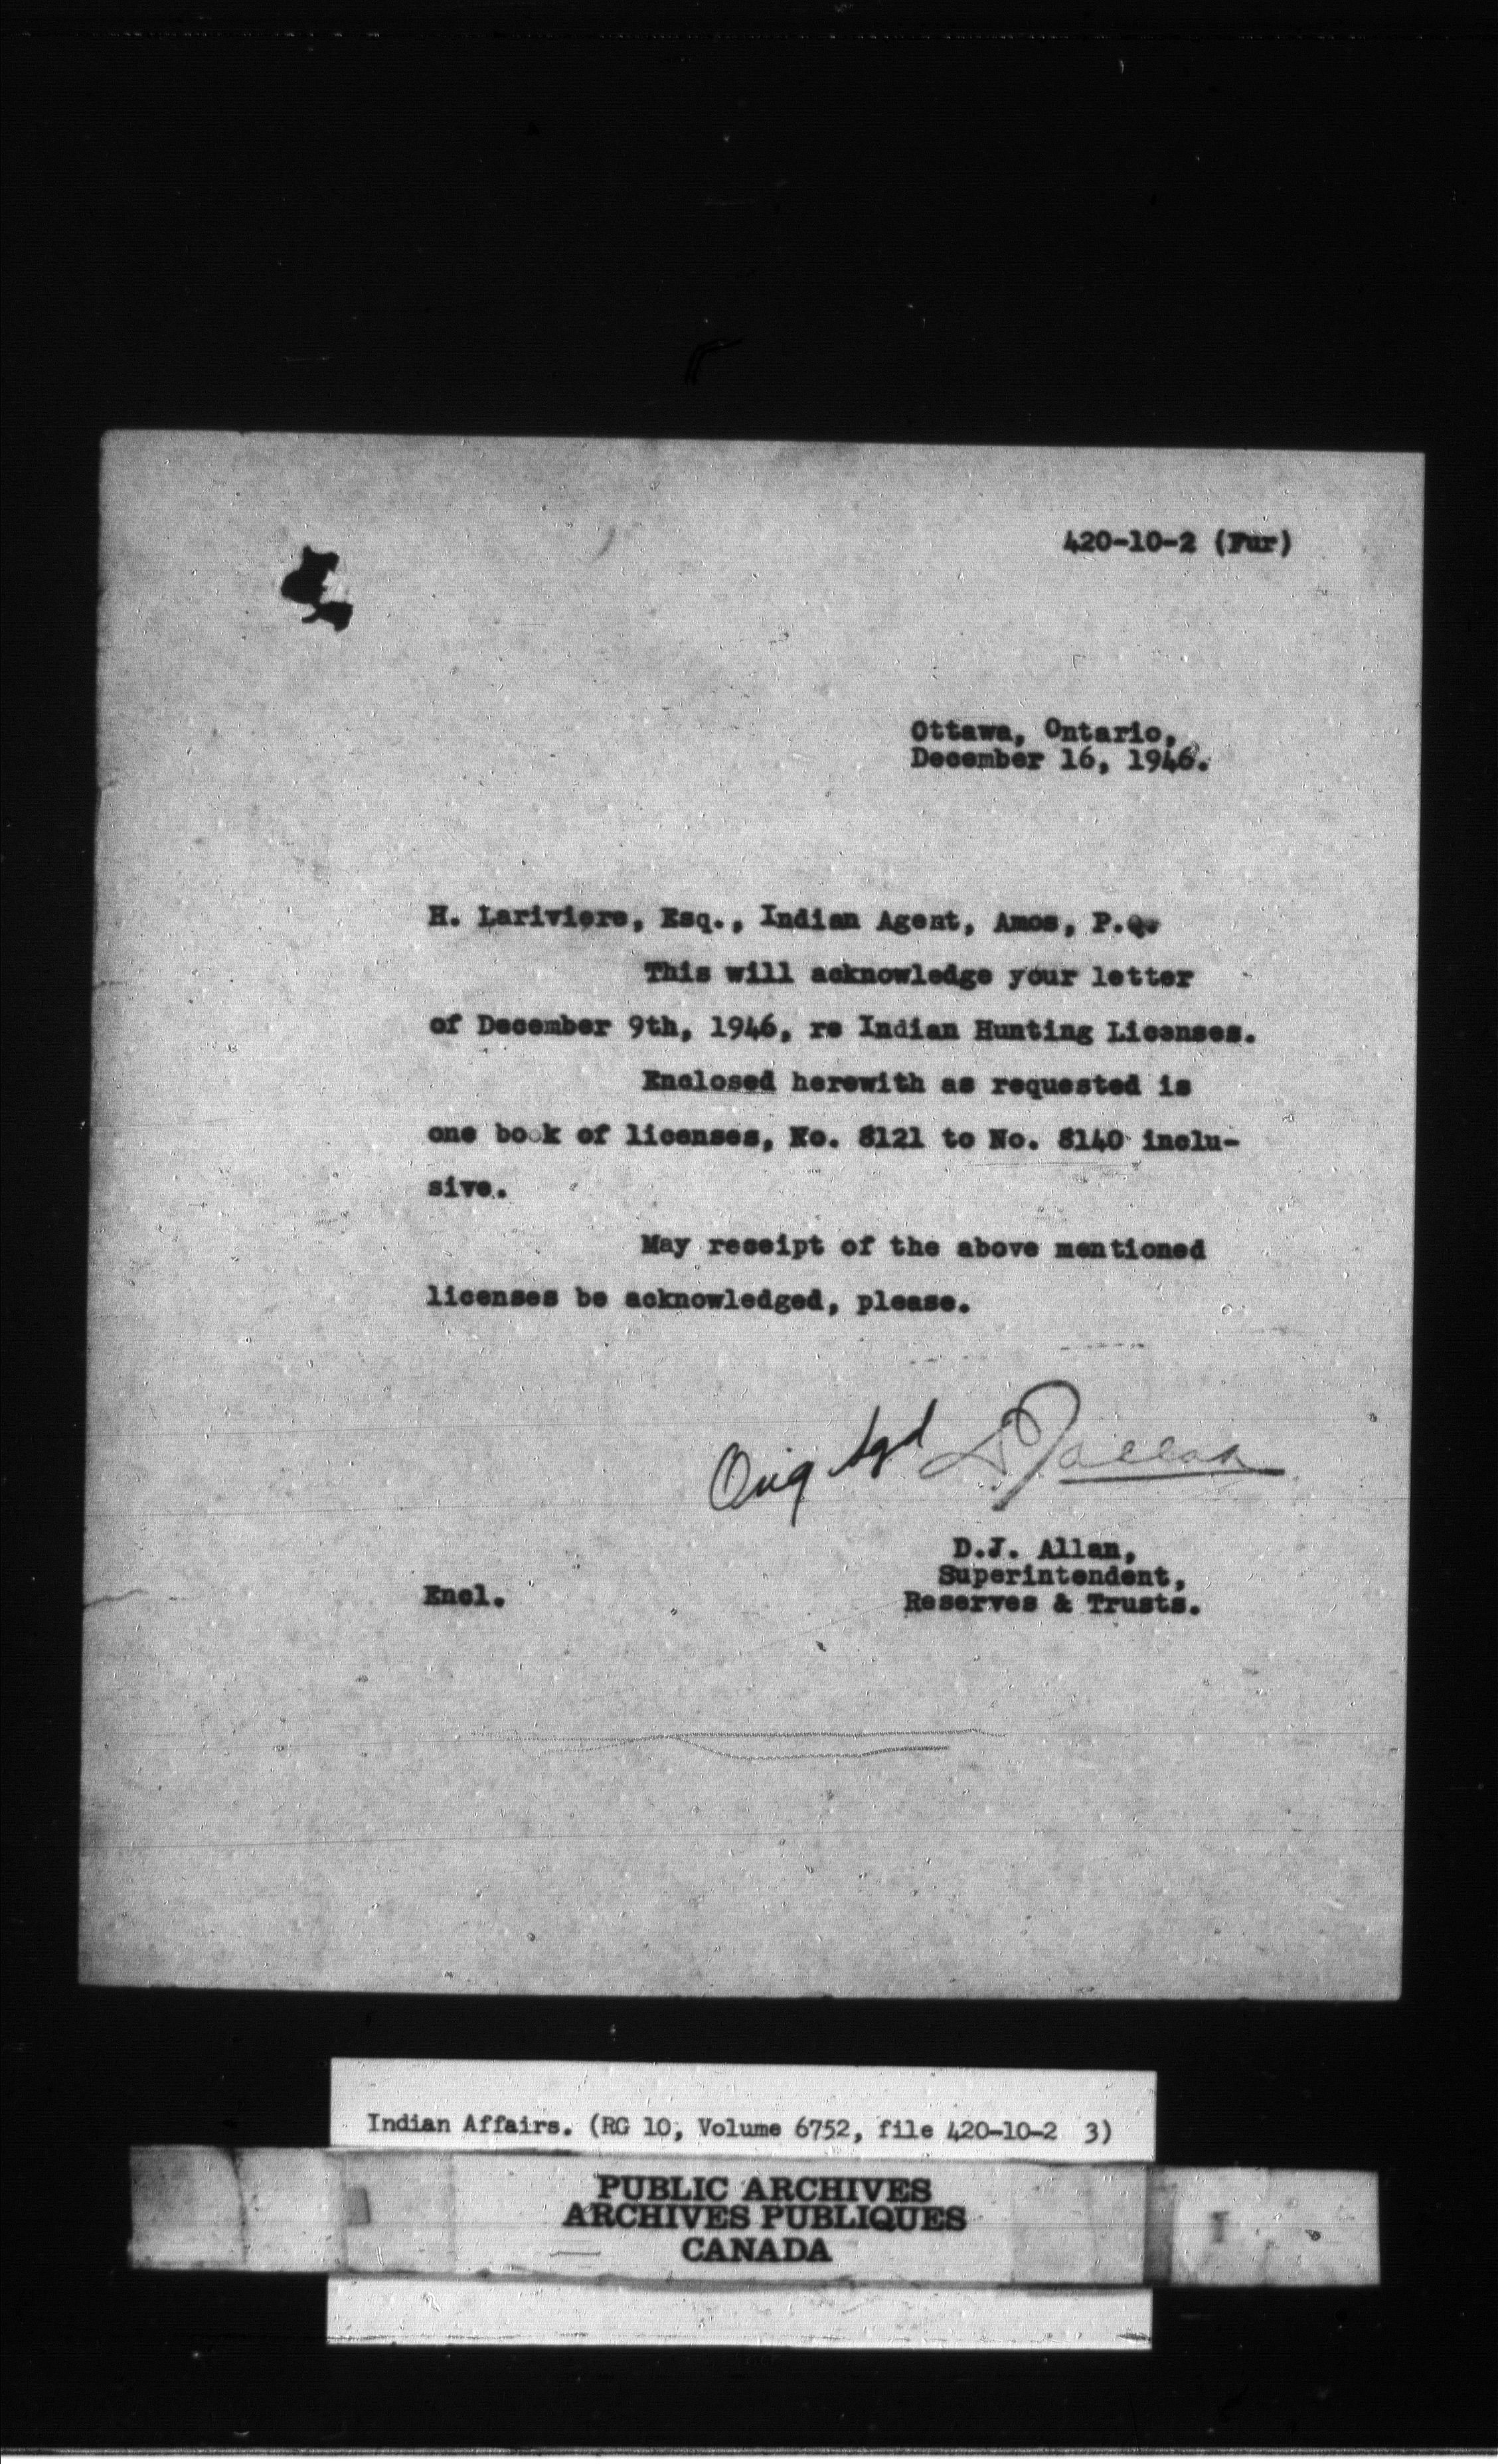 420-10-2 (Fur)
Ottawa, Ontario,
December 16, 1946.
H. Lariviere, Esq., Indian Agent, Amos, P.Q.
This will acknowledge your letter
of December 9th, 1946, re Indian Hunting Licenses.
Enclosed herewith as requested is
one book of licenses, No. 8121 to No. 8140 inclu-
sive.
May receipt of the above mentioned
licenses be acknowledged, please.
Orig sgd DJ Allan
D.J. Allan,
Superintendent,
Reserves & Trusts.
Encl.
Indian Affairs. (RG 10, Volume 6752, file 420-10-2 3)
PUBLIC ARCHIVES
ARCHIVES PUBLIQUES
CANADA